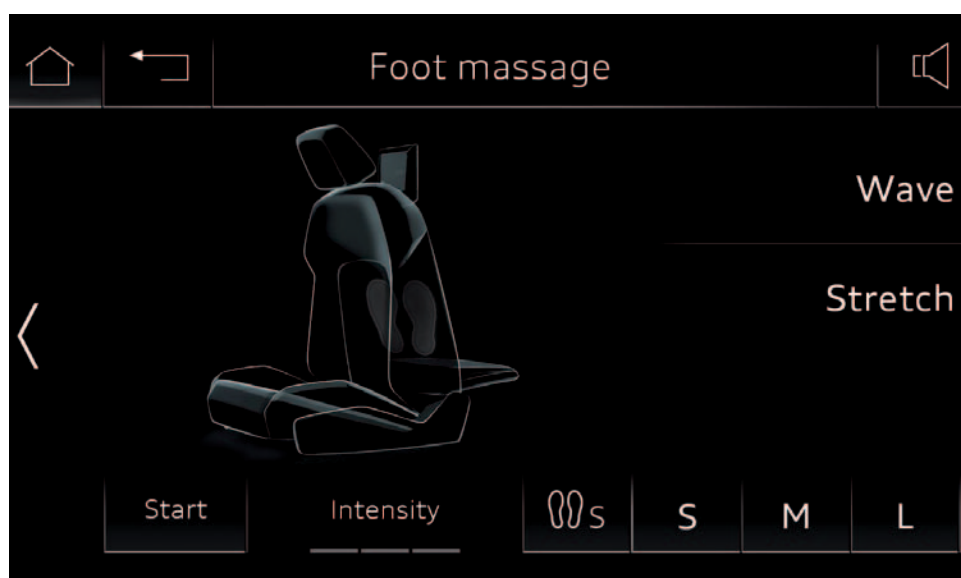 Foot massage
Wave
Stretch
Start
Intensity
S
S
M
L